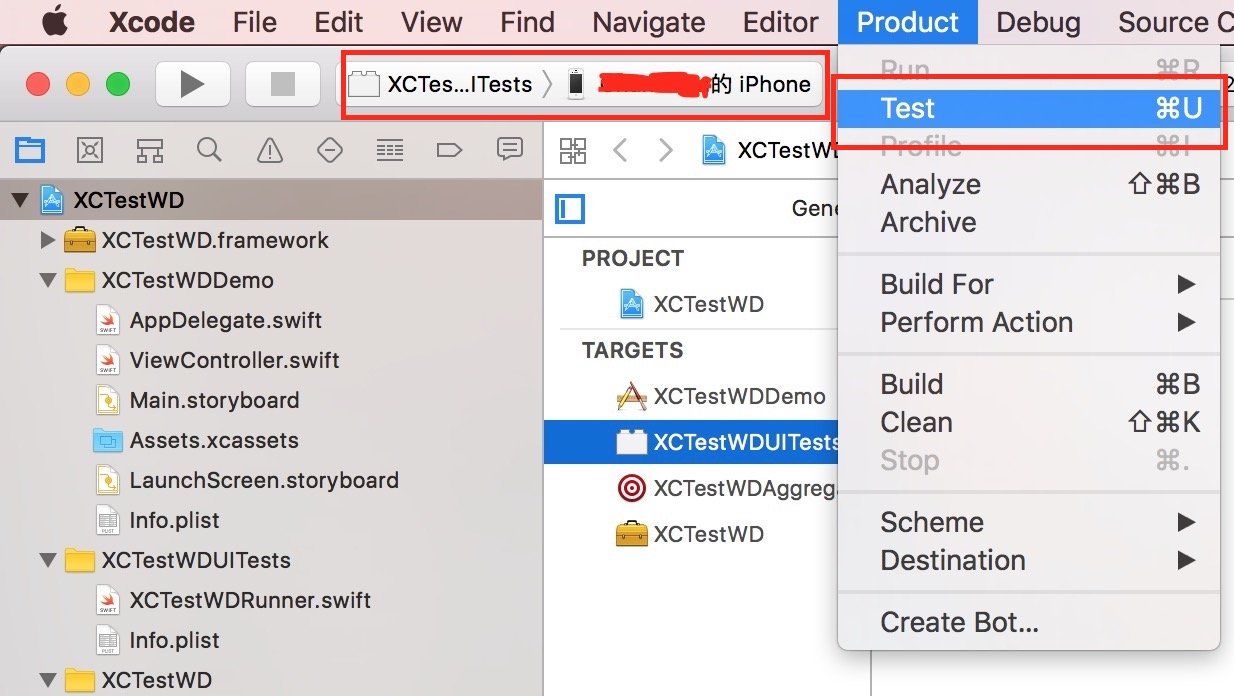 Xcode File Edit View Find Navigate Editor Product Debug Source C
XCTes...ITests 的 iPhone
Run ⌘R
Test ⌘U
Profile ⌘I
Analyze ⇧⌘B
Archive
Build For
Perform Action
Build ⌘B
Clean ⇧⌘K
Stop ⌘.
Scheme
Destination
Create Bot...
XCTestWD
XCTestWD.framework
XCTestWDDemo
AppDelegate.swift
ViewController.swift
Main.storyboard
Assets.xcassets
LaunchScreen.storyboard
Info.plist
XCTestWDUITests
XCTestWDRunner.swift
Info.plist
XCTestWD
XCTestWD
Gene
PROJECT
XCTestWD
TARGETS
XCTestWDDemo
XCTestWDUITests
XCTestWDAggrega
XCTestWD